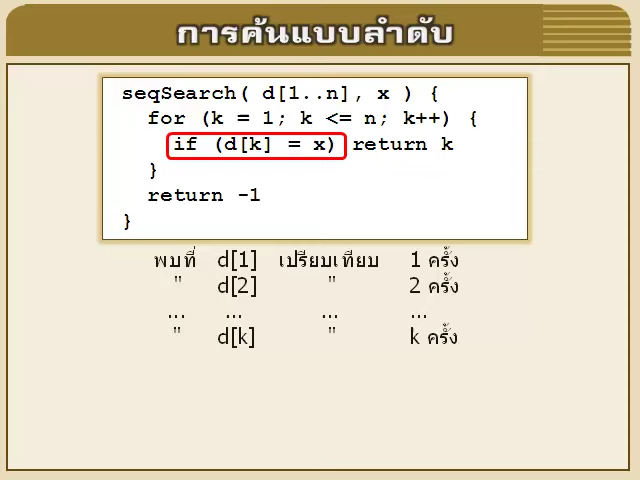 การค้นแบบลำดับ
seqSearch( d[1..n], x ) {
for (k = 1; k <= n; k++) {
if (d[k] = x) return k
}
return -1
}
พบที่ d[1] เปรียบเทียบ 1 ครั้ง
" d[2] " 2 ครั้ง
... ... ... ...
" d[k] " k ครั้ง